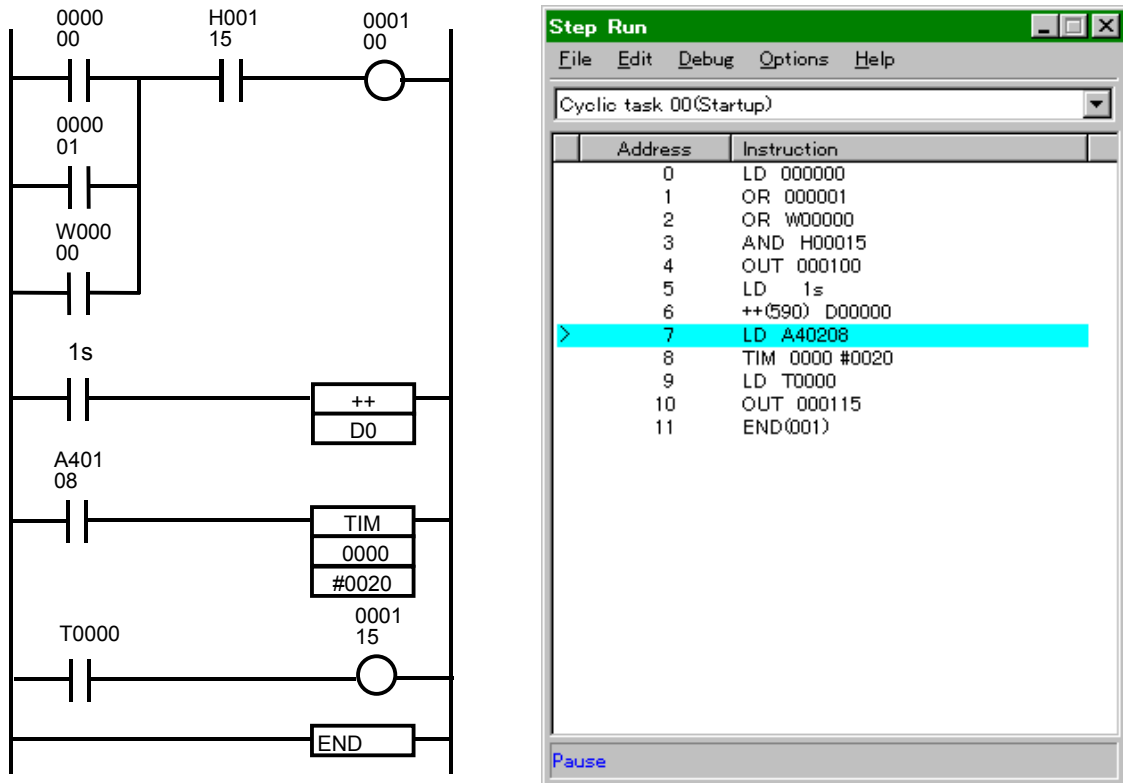 0000
00
H001
15
0001
00
0000
01
W000
00
1s
++
D0
A401
08
TIM
0000
#0020
T0000
0001
15
END
Step Run
File Edit Debug Options Help
Cyclic task 00(Startup)
Address Instruction
0 LD 000000
1 OR 000001
2 OR W00000
3 AND H00015
4 OUT 000100
5 LD 1s
6 ++(590) D00000
> 7 LD A40208
8 TIM 0000 #0020
9 LD T0000
10 OUT 000115
11 END(001)
Pause